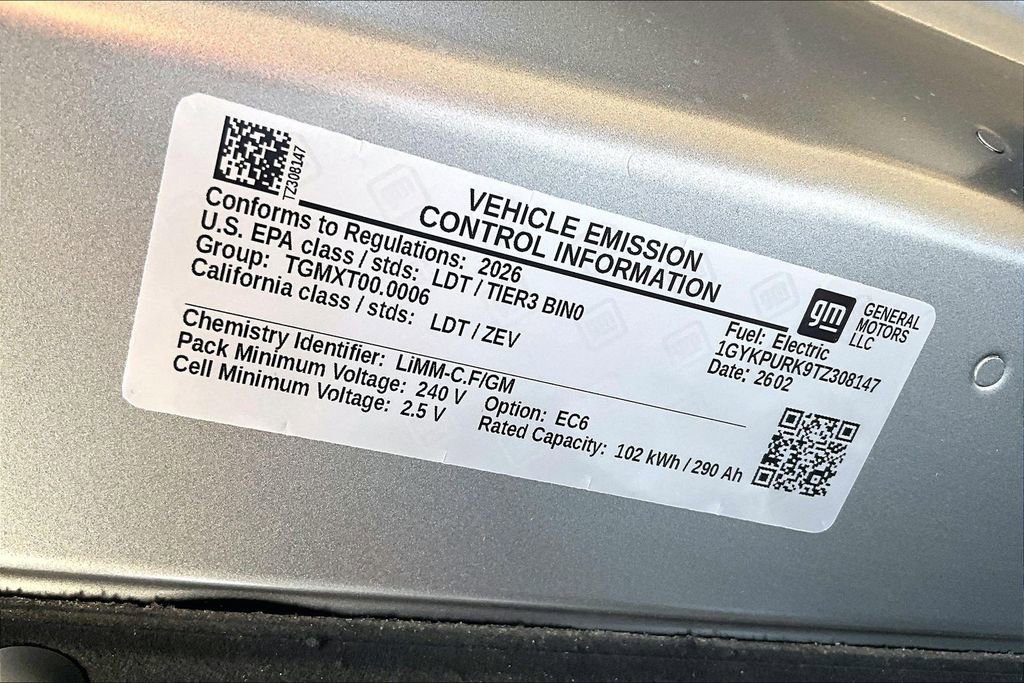 TZ308147
VEHICLE EMISSION
CONTROL INFORMATION
Conforms to Regulations: 2026
U.S. EPA class / stds: LDT / TIER3 BIN0
Group: TGMXT00.0006
California class / stds: LDT / ZEV
gm
GENERAL
MOTORS
LLC
Fuel: Electric
1GYKPURK9TZ308147
Date: 2602
Chemistry Identifier: LiMM-C.F/GM
Pack Minimum Voltage: 240 V Option: EC6
Cell Minimum Voltage: 2.5 V Rated Capacity: 102 kWh / 290 Ah